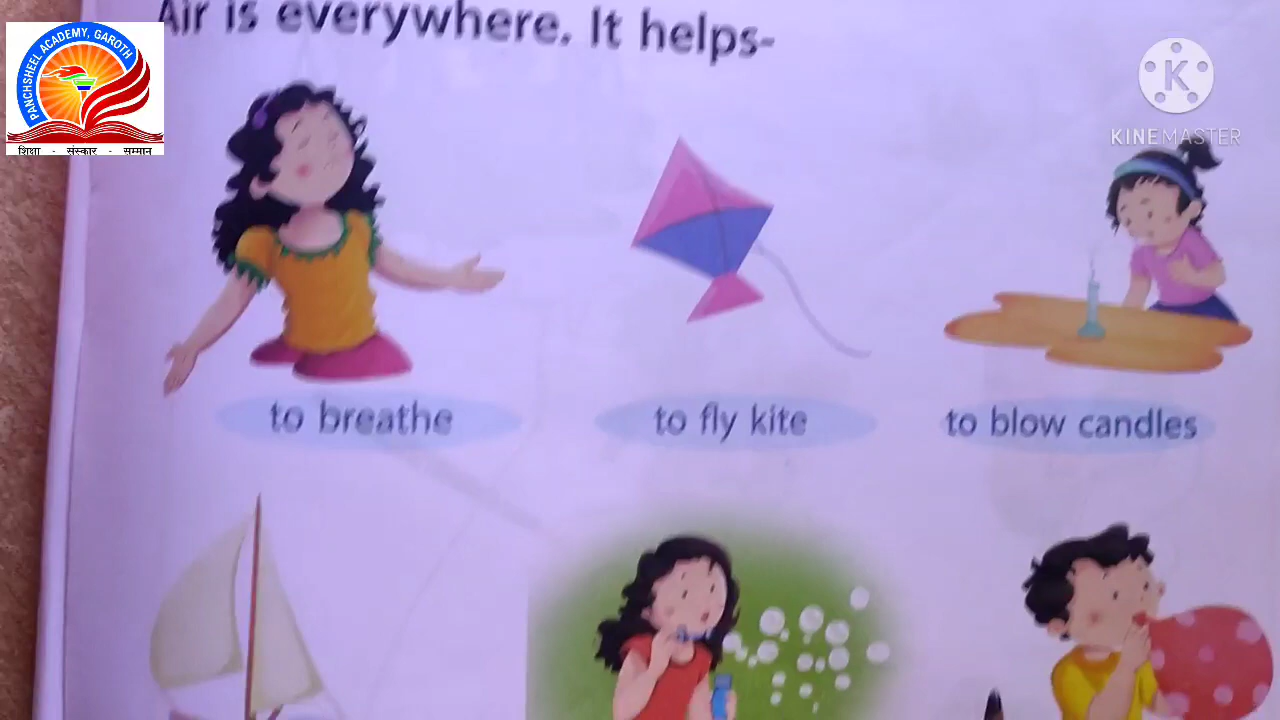 Air is everywhere. It helps-
PANCHSHEEL ACADEMY, GAROTH
शिक्षा - संस्कार - सम्मान
K
KINEMASTER
to breathe
to fly kite
to blow candles